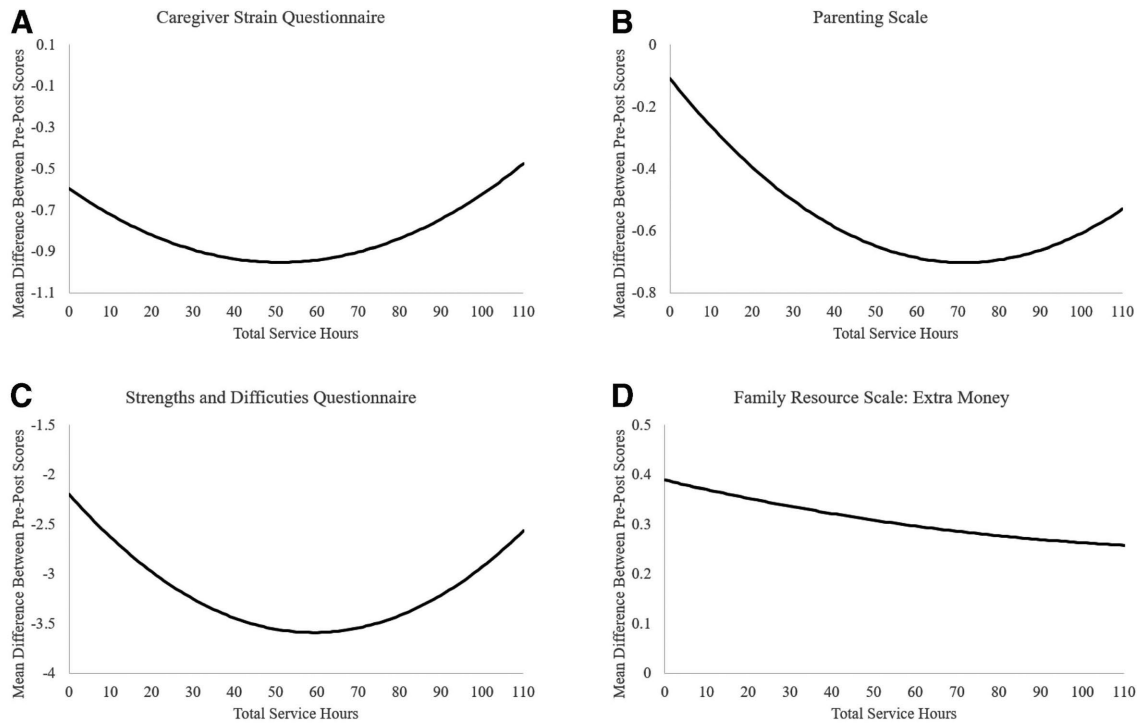 A
Caregiver Strain Questionnaire
Mean Difference Between Pre-Post Scores
0.1
-0.1
-0.3
-0.5
-0.7
-0.9
-1.1
0 10 20 30 40 50 60 70 80 90 100 110
Total Service Hours
B
Parenting Scale
Mean Difference Between Pre-Post Scores
0
-0.2
-0.4
-0.6
-0.8
0 10 20 30 40 50 60 70 80 90 100 110
Total Service Hours
C
Strengths and Difficuties Questionnaire
Mean Difference Between Pre-Post Scores
-1.5
-2
-2.5
-3
-3.5
-4
0 10 20 30 40 50 60 70 80 90 100 110
Total Service Hours
D
Family Resource Scale: Extra Money
Mean Difference Between Pre-Post Scores
0.5
0.4
0.3
0.2
0.1
0
0 10 20 30 40 50 60 70 80 90 100 110
Total Service Hours